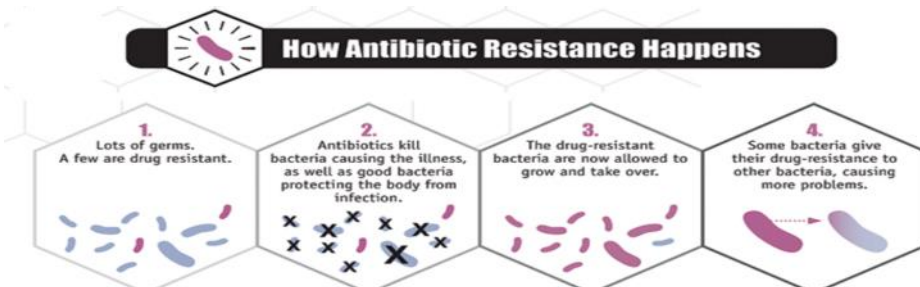 How Antibiotic Resistance Happens
1.
Lots of germs.
A few are drug resistant.
2.
Antibiotics kill
bacteria causing the illness,
as well as good bacteria
protecting the body from
infection.
3.
The drug-resistant
bacteria are now allowed to
grow and take over.
4.
Some bacteria give
their drug-resistance to
other bacteria, causing
more problems.